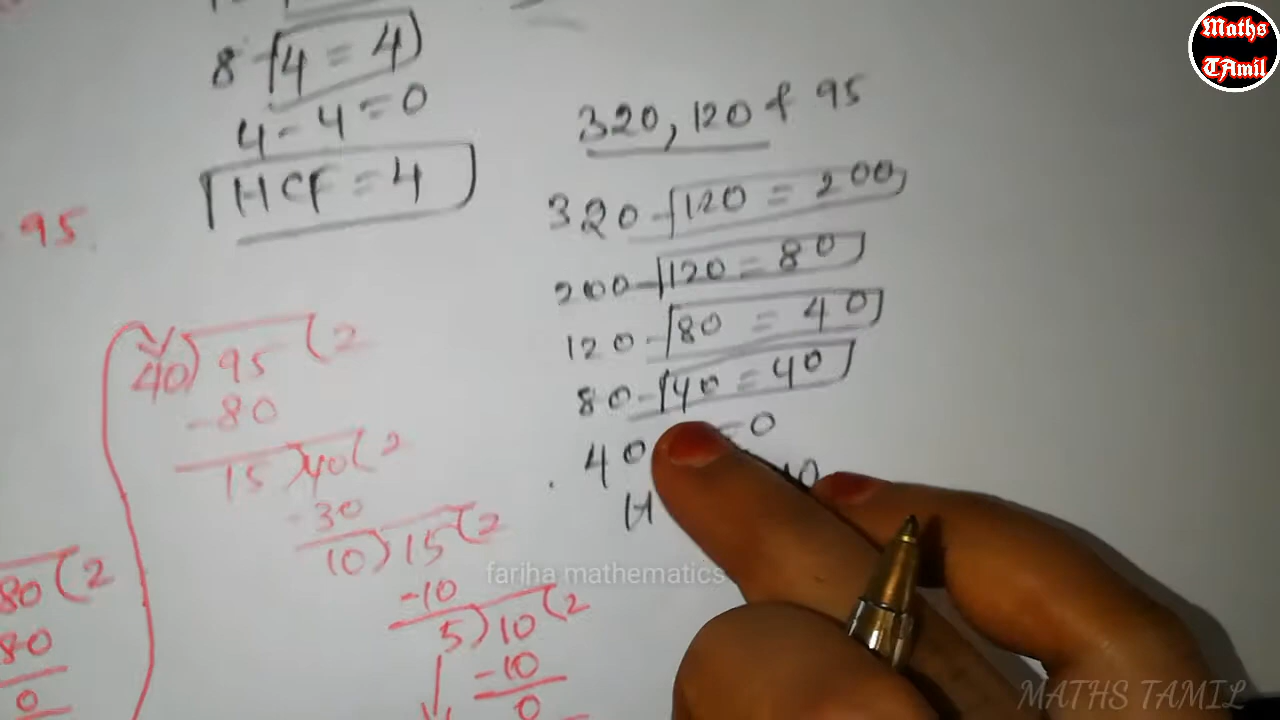 Maths
TAmil
8 - 4 = 4
4 - 4 = 0
HCF = 4
320, 120 & 95
320 - 120 = 200
200 - 120 = 80
120 - 80 = 40
80 - 40 = 40
40 = 0
H
95.
40) 95 (2
-80
15) 40 (2
-30
10) 15 (2
-10
5) 10 (2
-10
0
80 (2
80
0
fariha mathematics
MATHS TAMIL